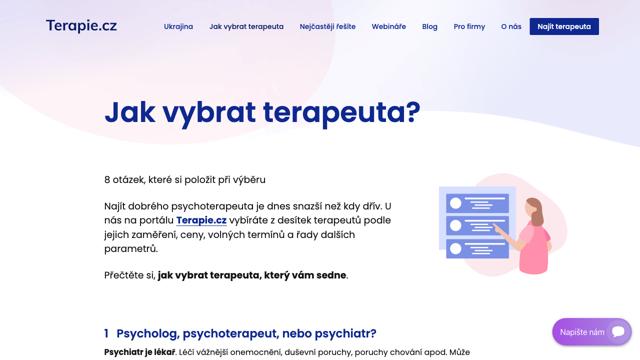 Terapie.cz
Ukrajina Jak vybrat terapeuta Nejčastěji řešíte Webináře Blog Pro firmy O nás Najít terapeuta
Jak vybrat terapeuta?
8 otázek, které si položit při výběru
Najít dobrého psychoterapeuta je dnes snazší než kdy dřív. U
nás na portálu Terapie.cz vybíráte z desítek terapeutů podle
jejich zaměření, ceny, volných termínů a řady dalších
parametrů.
Přečtěte si, jak vybrat terapeuta, který vám sedne.
1 Psycholog, psychoterapeut, nebo psychiatr?
Psychiatr je lékař. Léčí vážnější onemocnění, duševní poruchy, poruchy chování apod. Může
Napište nám